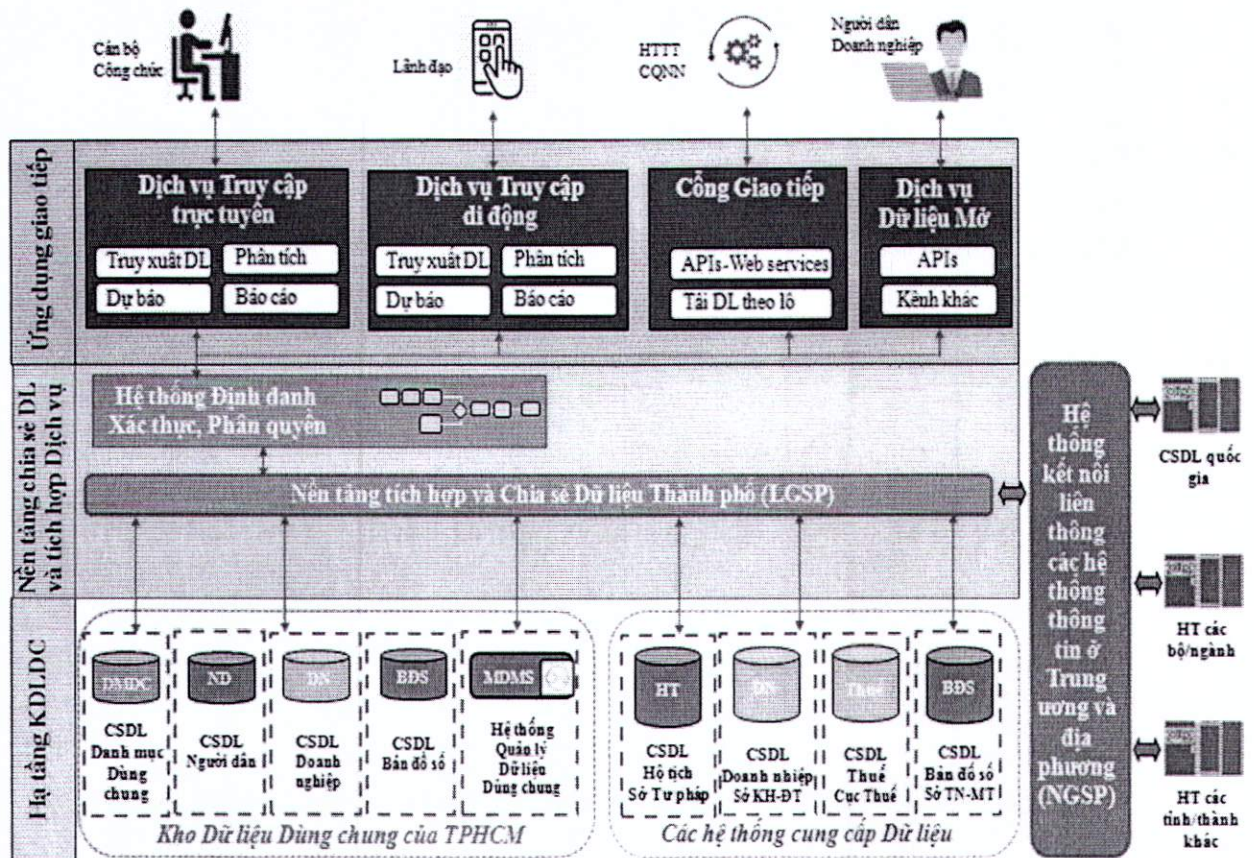 Cán bộ
Công chức
Lãnh đạo
HTTT
CQNN
Người dân
Doanh nghiệp
Ứng dụng giao tiếp
Dịch vụ Truy cập
trực tuyến
Truy xuất DL
Phân tích
Dự báo
Báo cáo
Dịch vụ Truy cập
di động
Truy xuất DL
Phân tích
Dự báo
Báo cáo
Cổng Giao tiếp
APIs-Web services
Tải DL theo lô
Dịch vụ
Dữ liệu Mở
APIs
Kênh khác
Nền tảng chia sẻ DL
và tích hợp Dịch vụ
Hệ thống Định danh
Xác thực, Phân quyền
Nền tảng tích hợp và Chia sẻ Dữ liệu Thành phố (LGSP)
Hạ tầng KDLDC
DMDC
CSDL
Danh mục
Dùng
chung
ND
CSDL
Người dân
DN
CSDL
Doanh
nghiệp
BĐS
CSDL
Bản đồ số
MDMS
Hệ thống
Quản lý
Dữ liệu
Dùng chung
Kho Dữ liệu Dùng chung của TPHCM
HT
CSDL
Hộ tịch
Sở Tư pháp
DN
CSDL
Doanh nhiệp
Sở KH-ĐT
Thuế
CSDL
Thuế
Cục Thuế
BĐS
CSDL
Bản đồ số
Sở TN-MT
Các hệ thống cung cấp Dữ liệu
Hệ
thống
kết nối
liên
thông
các hệ
thống
thông
tin ở
Trung
ương và
địa
phương
(NGSP)
CSDL quốc
gia
HT các
bộ/ngành
HT các
tỉnh/thành
khác